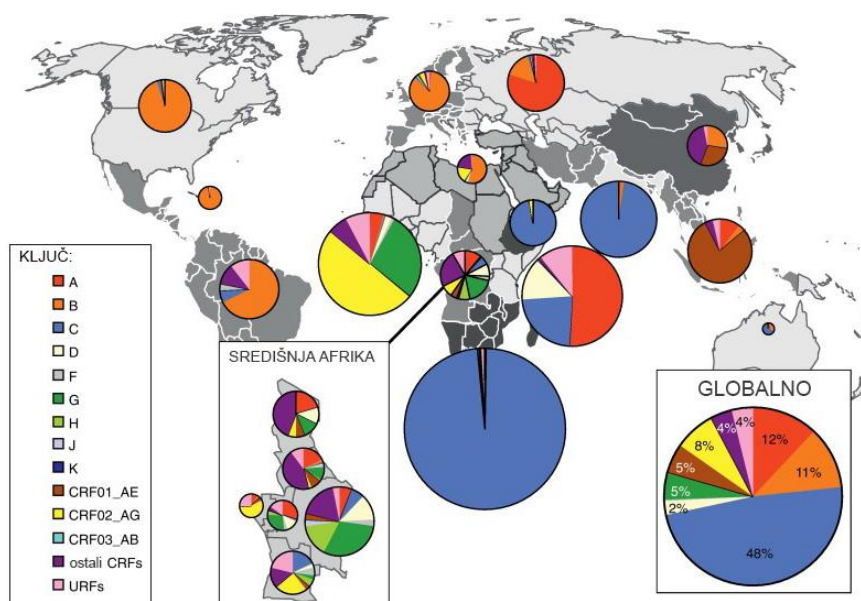 KLJUČ:
A
B
C
D
F
G
H
J
K
CRF01_AE
CRF02_AG
CRF03_AB
ostali CRFs
URFs
SREDIŠNJA AFRIKA
GLOBALNO
4%
4%
12%
8%
11%
5%
5%
2%
48%